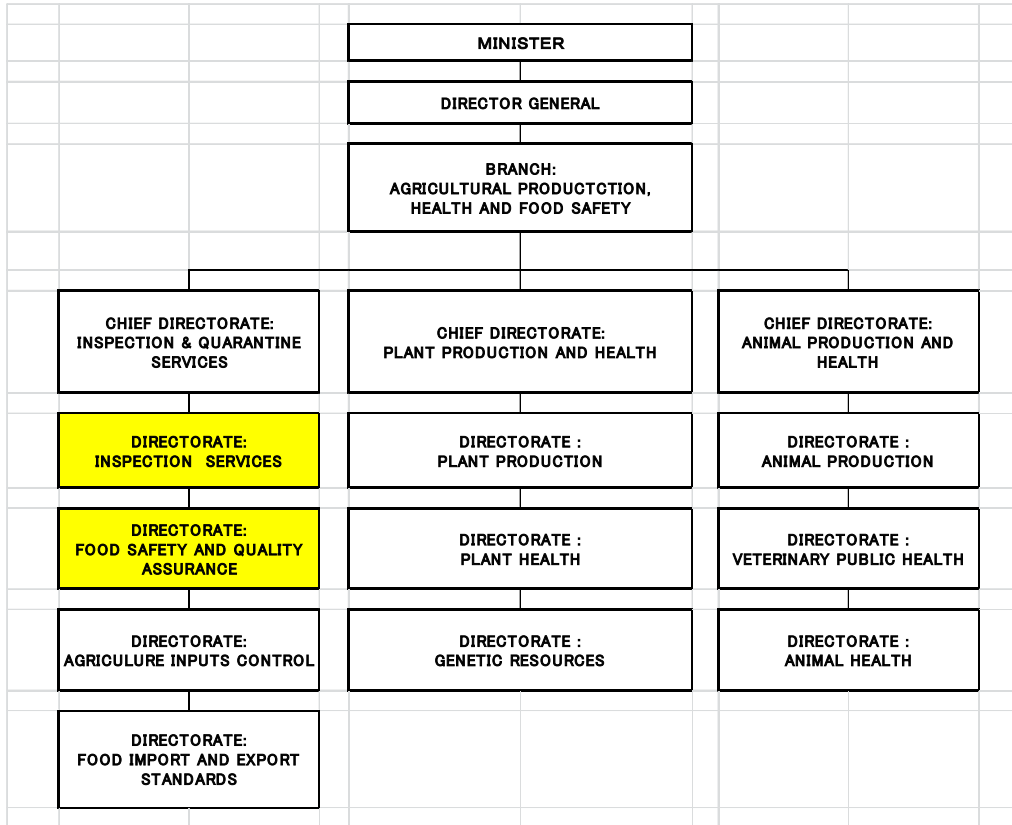 MINISTER
DIRECTOR GENERAL
BRANCH:
AGRICULTURAL PRODUCTCTION,
HEALTH AND FOOD SAFETY
CHIEF DIRECTORATE:
INSPECTION & QUARANTINE
SERVICES
CHIEF DIRECTORATE:
PLANT PRODUCTION AND HEALTH
CHIEF DIRECTORATE:
ANIMAL PRODUCTION AND
HEALTH
DIRECTORATE:
INSPECTION  SERVICES
DIRECTORATE :
PLANT PRODUCTION
DIRECTORATE :
ANIMAL PRODUCTION
DIRECTORATE:
FOOD SAFETY AND QUALITY
ASSURANCE
DIRECTORATE :
PLANT HEALTH
DIRECTORATE :
VETERINARY PUBLIC HEALTH
DIRECTORATE:
AGRICULURE INPUTS CONTROL
DIRECTORATE :
GENETIC RESOURCES
DIRECTORATE :
ANIMAL HEALTH
DIRECTORATE:
FOOD IMPORT AND EXPORT
STANDARDS